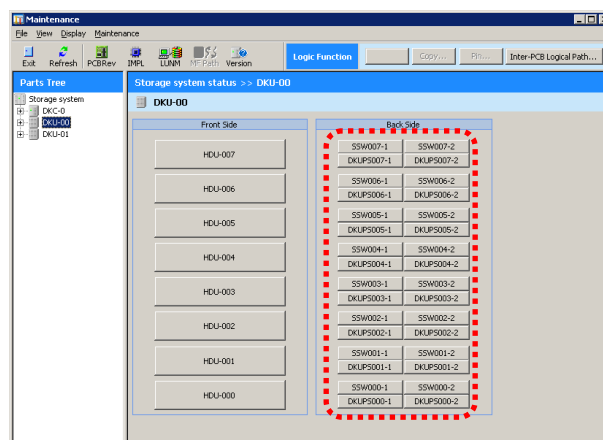 Maintenance
File View Display Maintenance
Exit Refresh PCBRev IMPL LUNM MF Path Version Logic Function Copy... Pin... Inter-PCB Logical Path...
Parts Tree
Storage system status >> DKU-00
Storage system
DKC-0
DKU-00
DKU-01
DKU-00
Front Side
HDU-007
HDU-006
HDU-005
HDU-004
HDU-003
HDU-002
HDU-001
HDU-000
Back Side
SSW007-1 SSW007-2
DKUPS007-1 DKUPS007-2
SSW006-1 SSW006-2
DKUPS006-1 DKUPS006-2
SSW005-1 SSW005-2
DKUPS005-1 DKUPS005-2
SSW004-1 SSW004-2
DKUPS004-1 DKUPS004-2
SSW003-1 SSW003-2
DKUPS003-1 DKUPS003-2
SSW002-1 SSW002-2
DKUPS002-1 DKUPS002-2
SSW001-1 SSW001-2
DKUPS001-1 DKUPS001-2
SSW000-1 SSW000-2
DKUPS000-1 DKUPS000-2